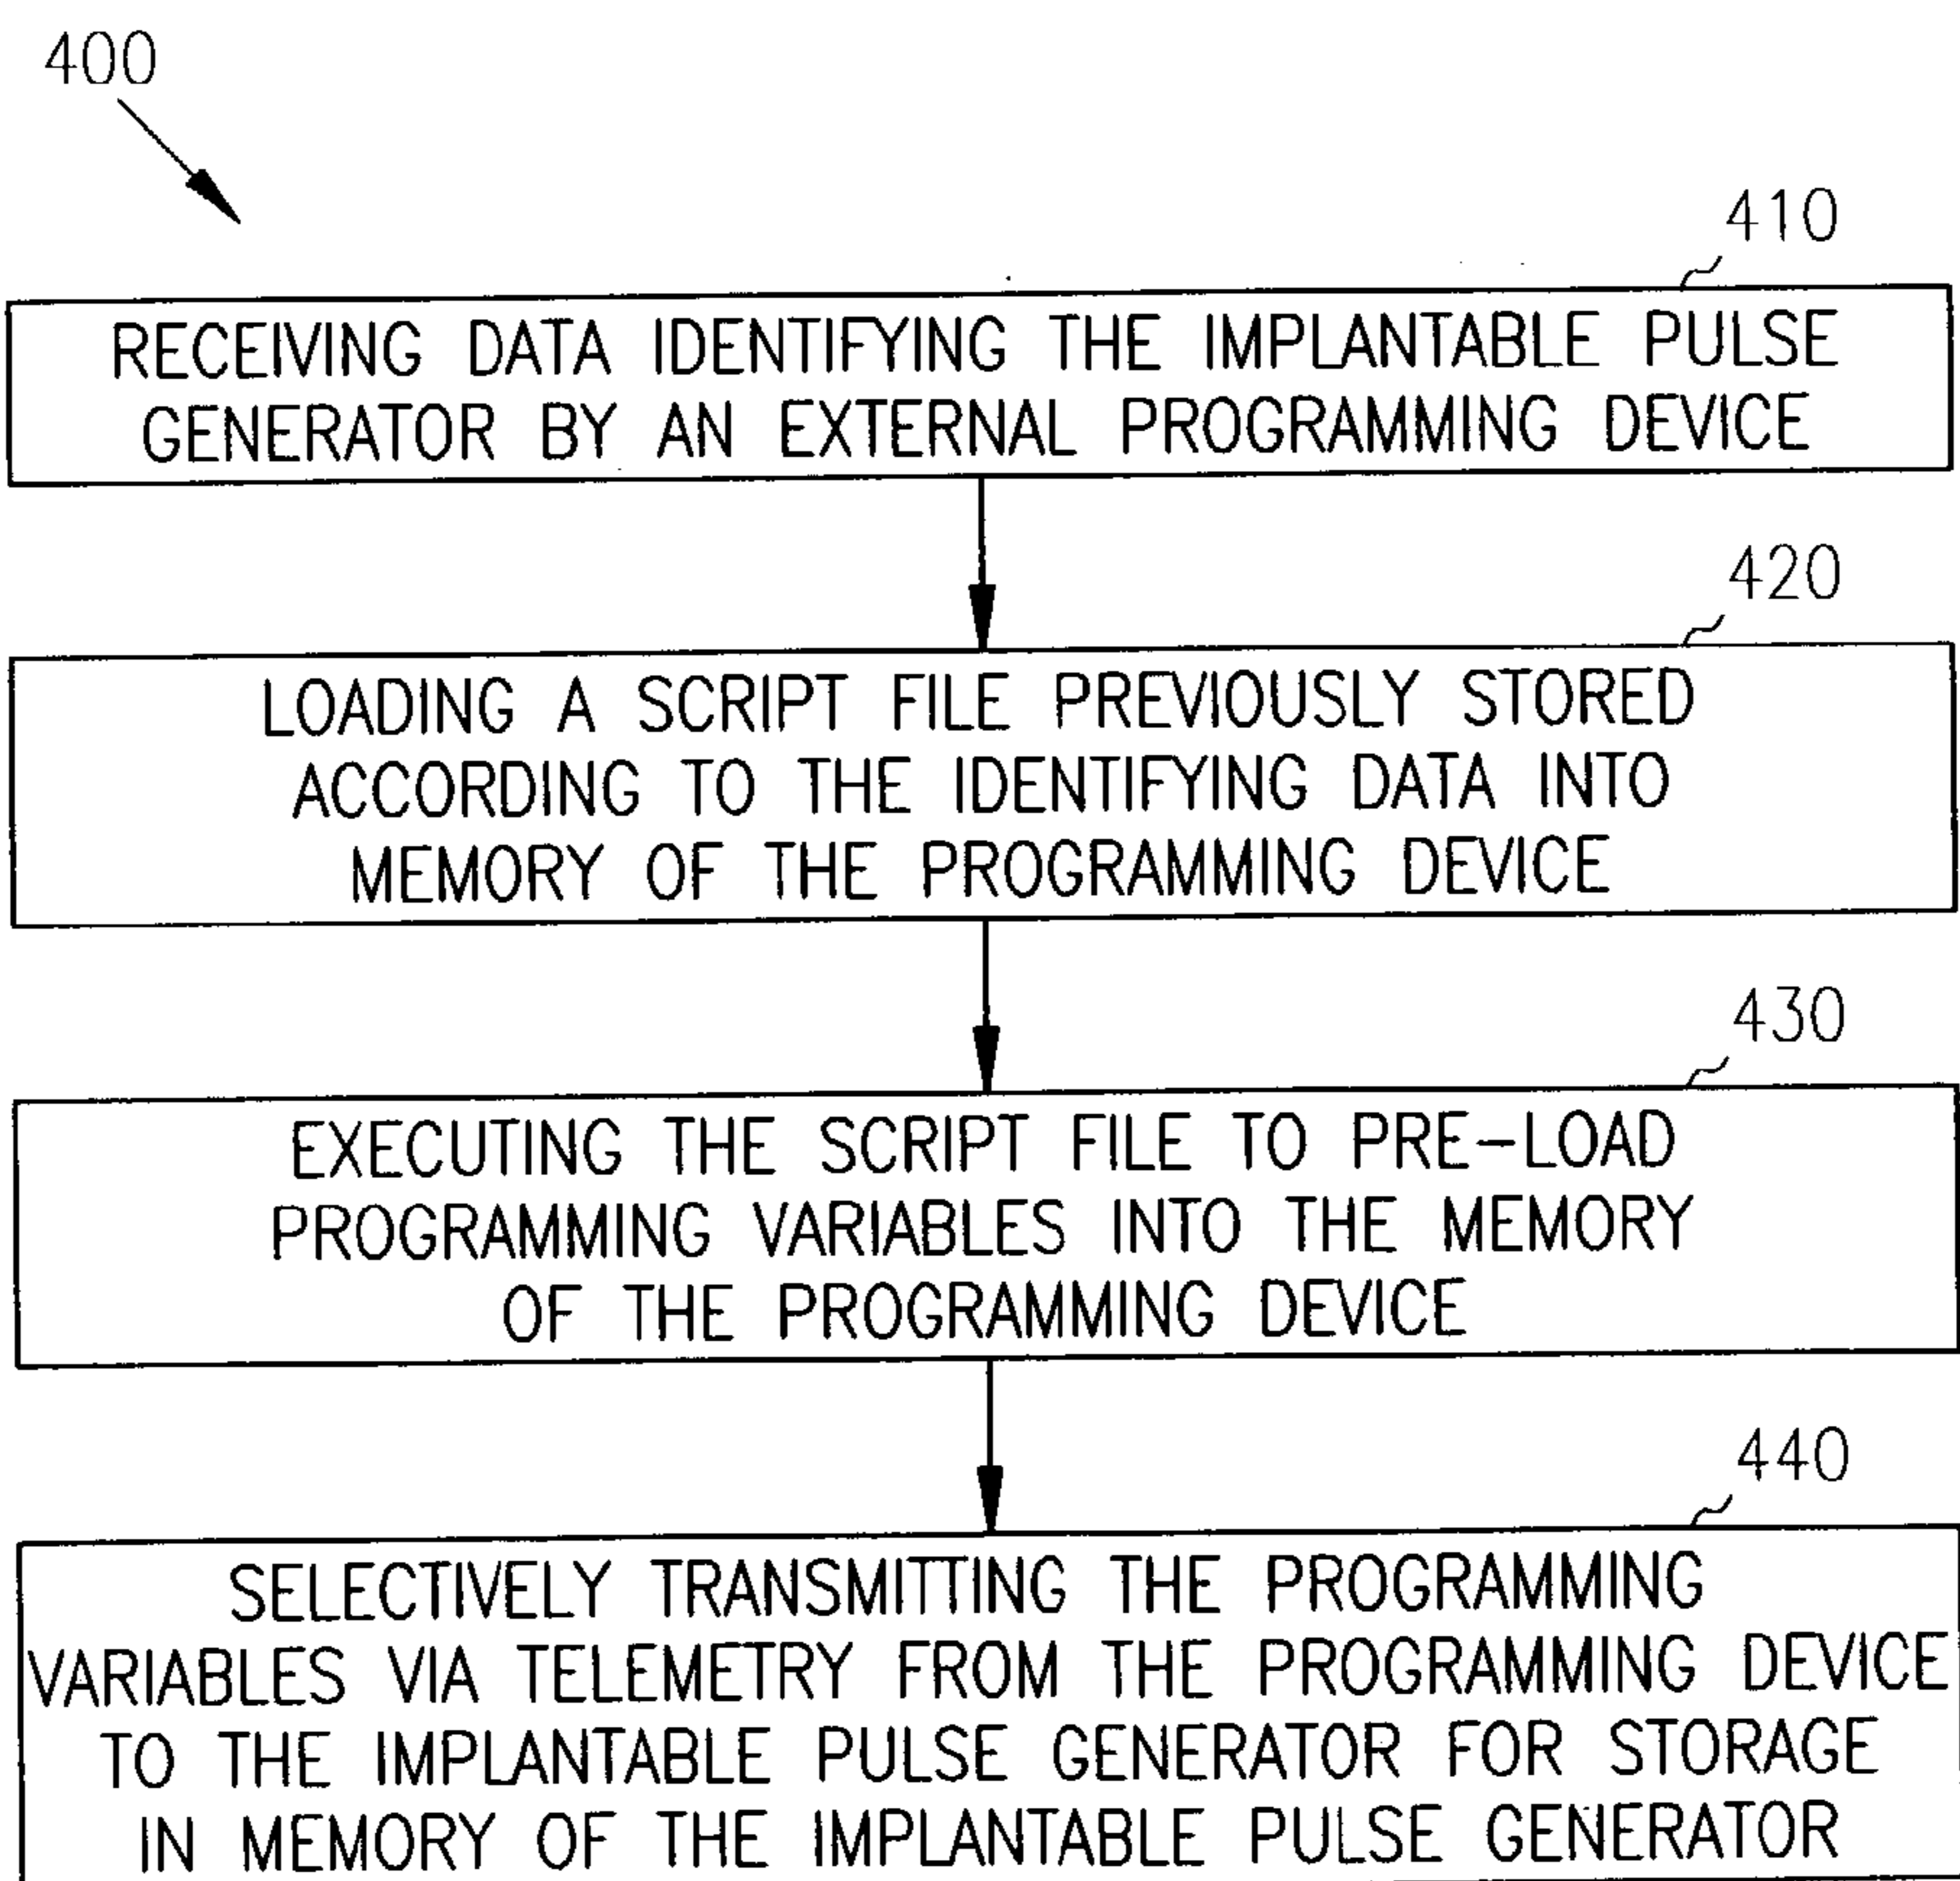 400
410
RECEIVING DATA IDENTIFYING THE IMPLANTABLE PULSE
GENERATOR BY AN EXTERNAL PROGRAMMING DEVICE
420
LOADING A SCRIPT FILE PREVIOUSLY STORED
ACCORDING TO THE IDENTIFYING DATA INTO
MEMORY OF THE PROGRAMMING DEVICE
430
EXECUTING THE SCRIPT FILE TO PRE-LOAD
PROGRAMMING VARIABLES INTO THE MEMORY
OF THE PROGRAMMING DEVICE
440
SELECTIVELY TRANSMITTING THE PROGRAMMING
VARIABLES VIA TELEMETRY FROM THE PROGRAMMING DEVICE
TO THE IMPLANTABLE PULSE GENERATOR FOR STORAGE
IN MEMORY OF THE IMPLANTABLE PULSE GENERATOR